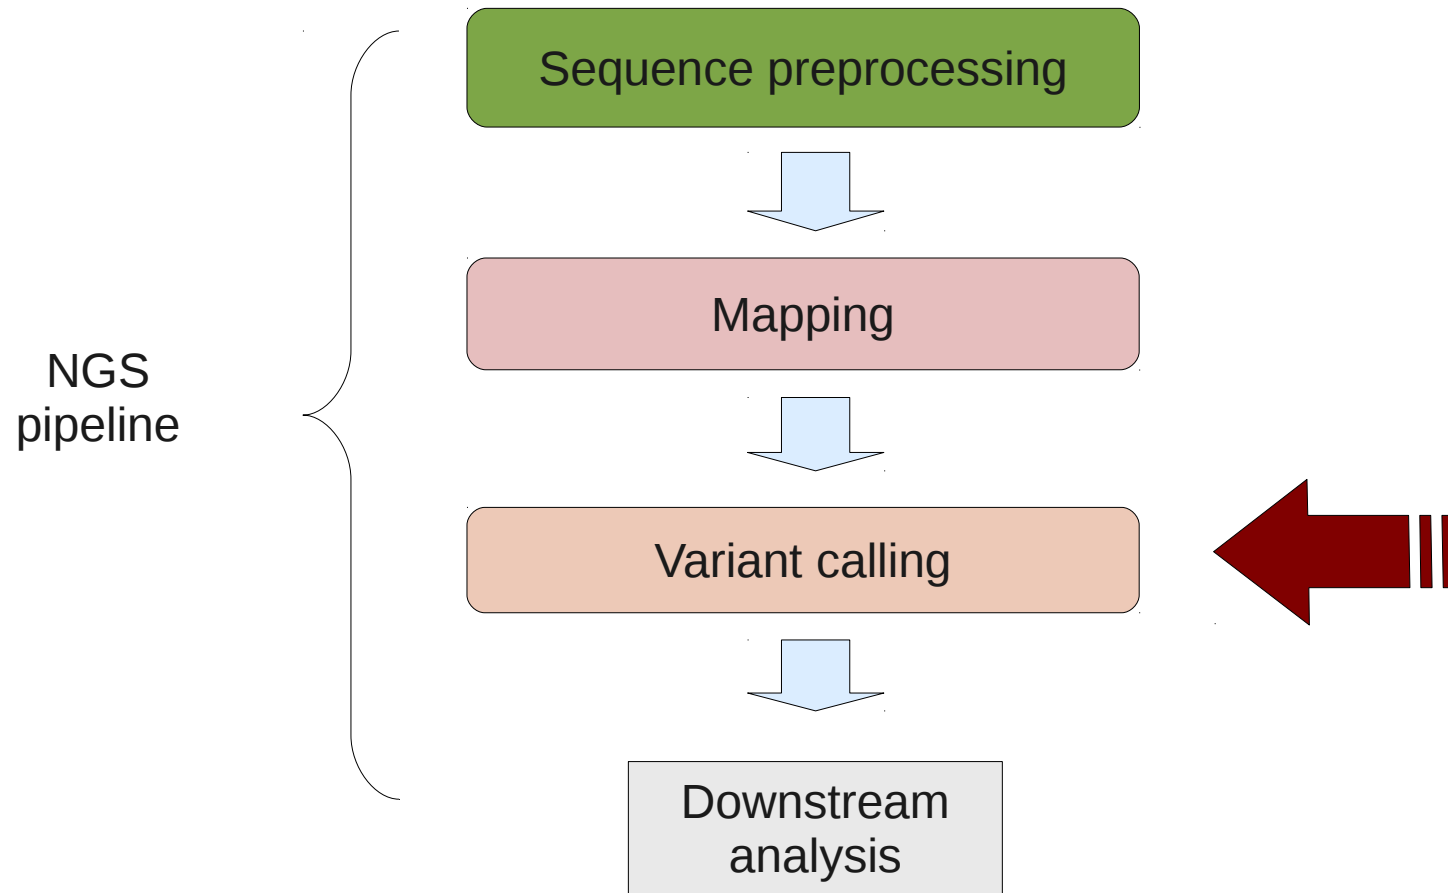 Sequence preprocessing
Mapping
NGS
pipeline
Variant calling
Downstream
analysis